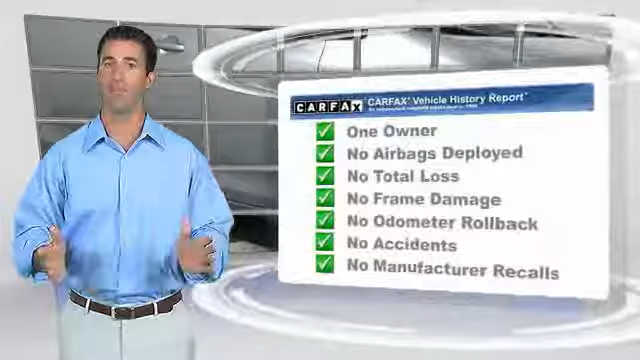 CARFAX CARFAX® Vehicle History Report™
One Owner
No Airbags Deployed
No Total Loss
No Frame Damage
No Odometer Rollback
No Accidents
No Manufacturer Recalls